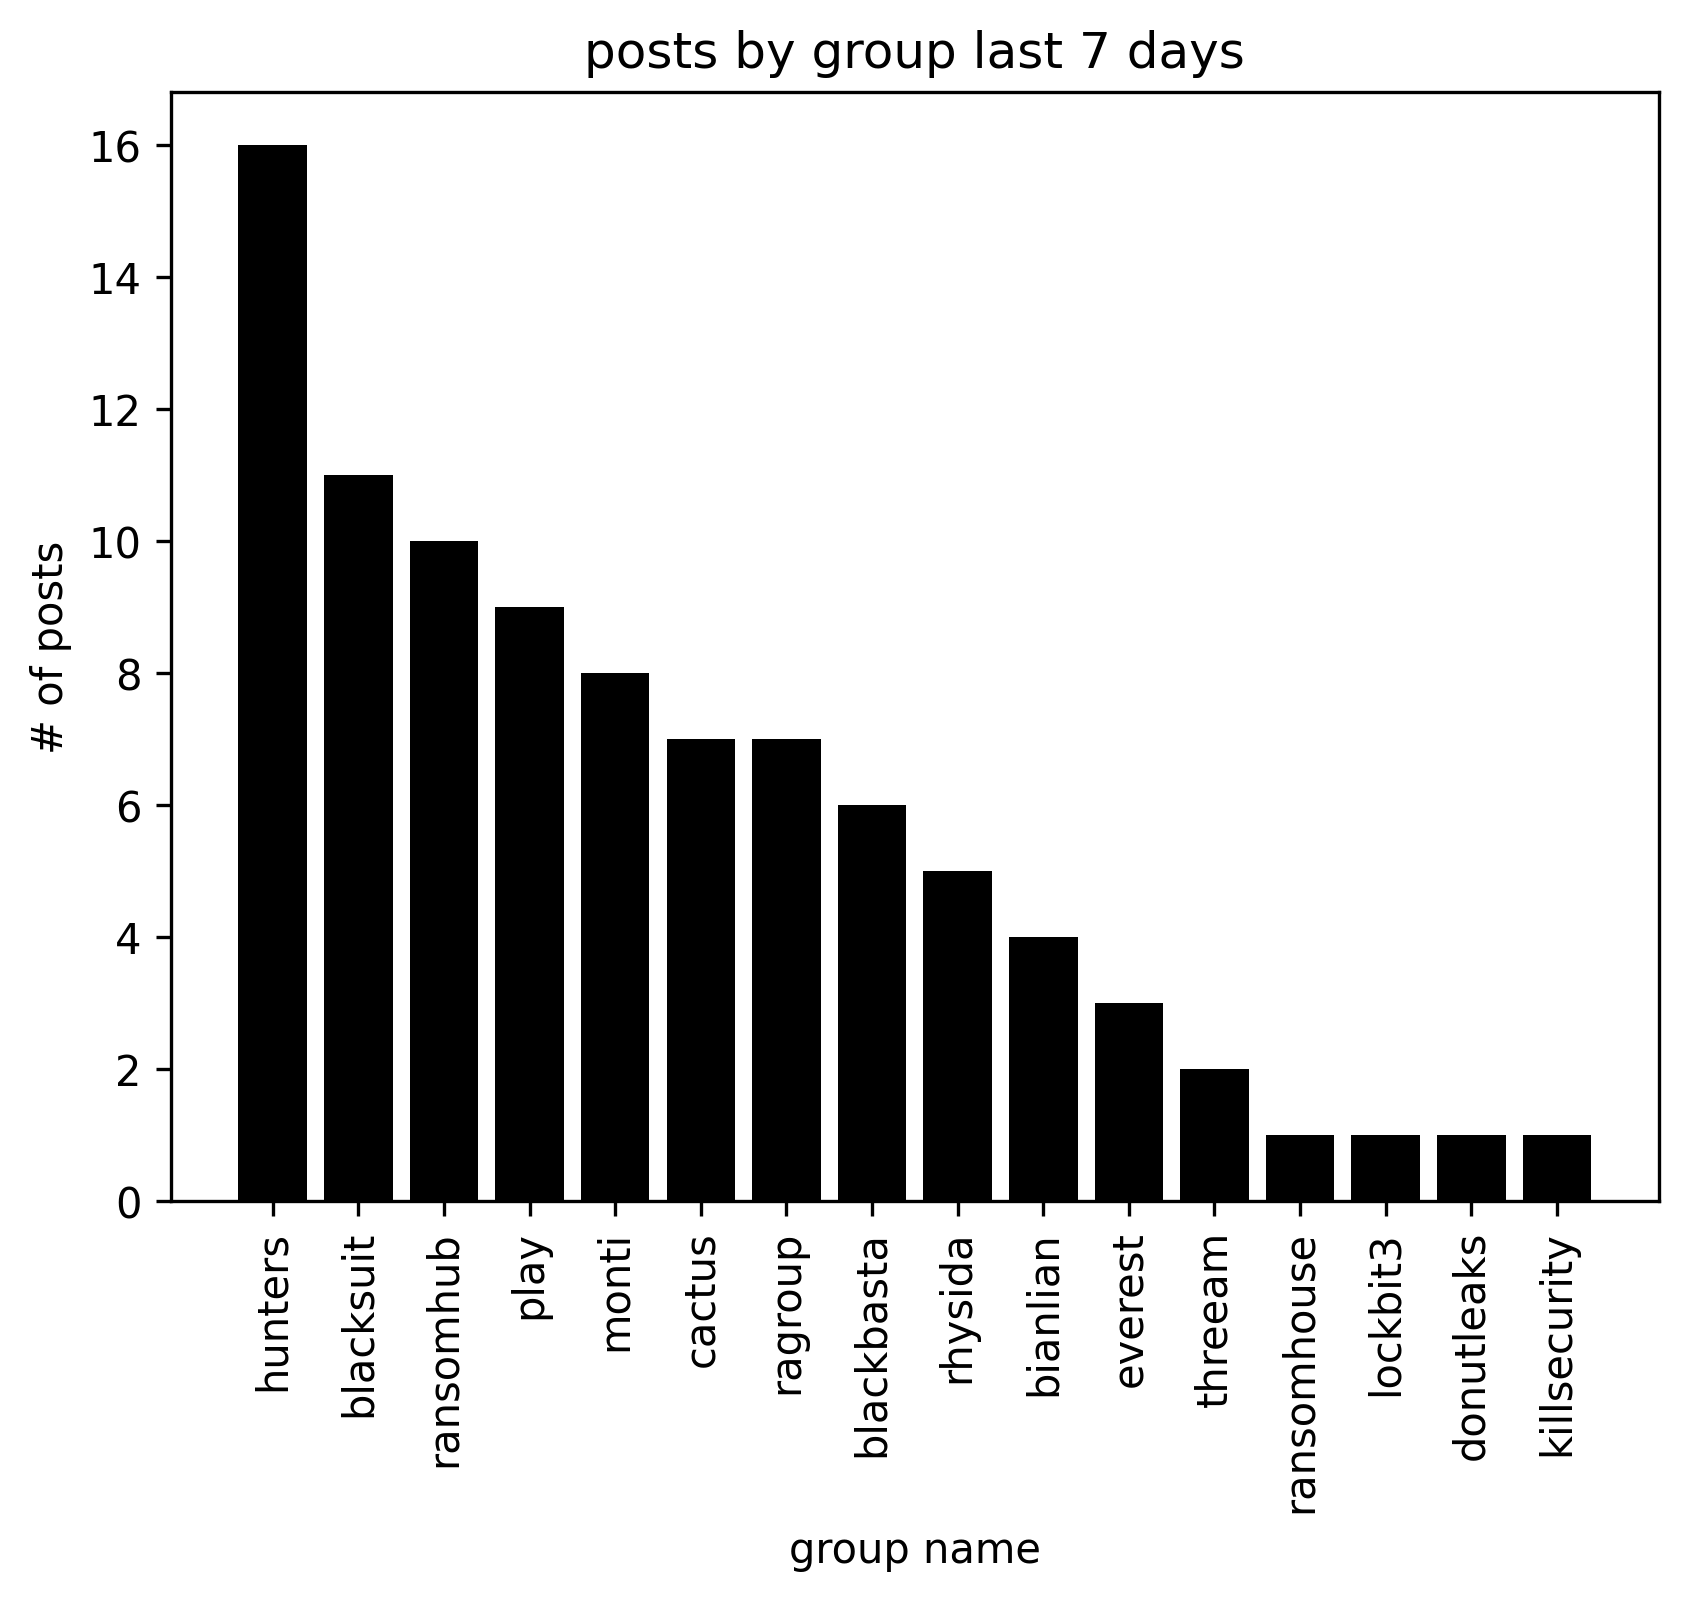 posts by group last 7 days
16
14
12
10
8
6
4
2
0
# of posts
hunters
blacksuit
ransomhub
play
monti
cactus
ragroup
blackbasta
rhysida
bianlian
everest
threeam
ransomhouse
lockbit3
donutleaks
killsecurity
group name